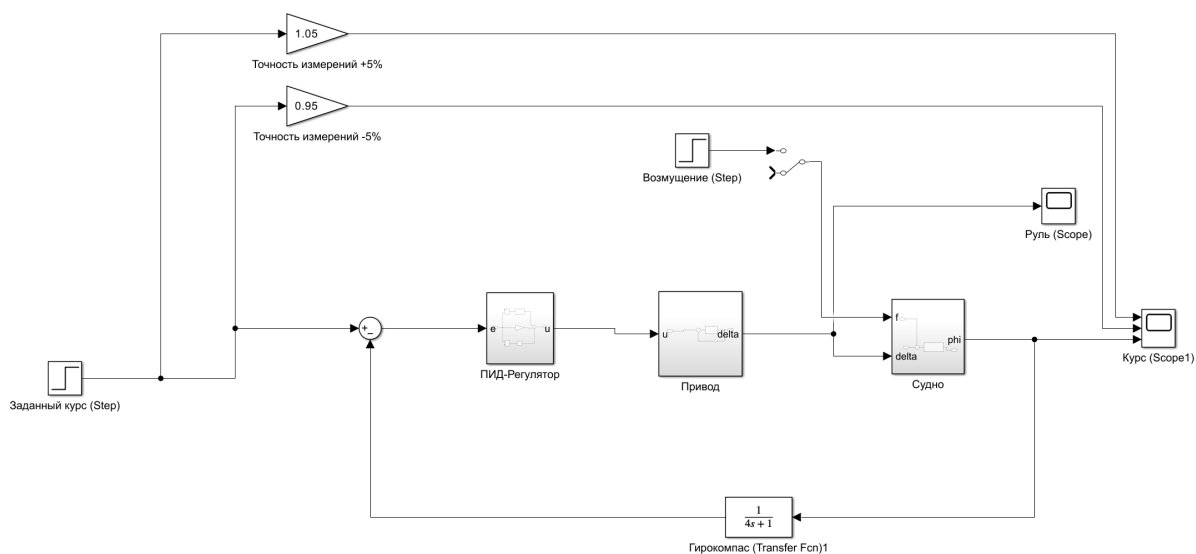 1.05
Точность измерений +5%
0.95
Точность измерений -5%
Возмущение (Step)
Руль (Scope)
f
e
u
u
delta
phi
delta
Курс (Scope1)
ПИД-Регулятор
Привод
Судно
Заданный курс (Step)
1
4s + 1
Гирокомпас (Transfer Fcn)1